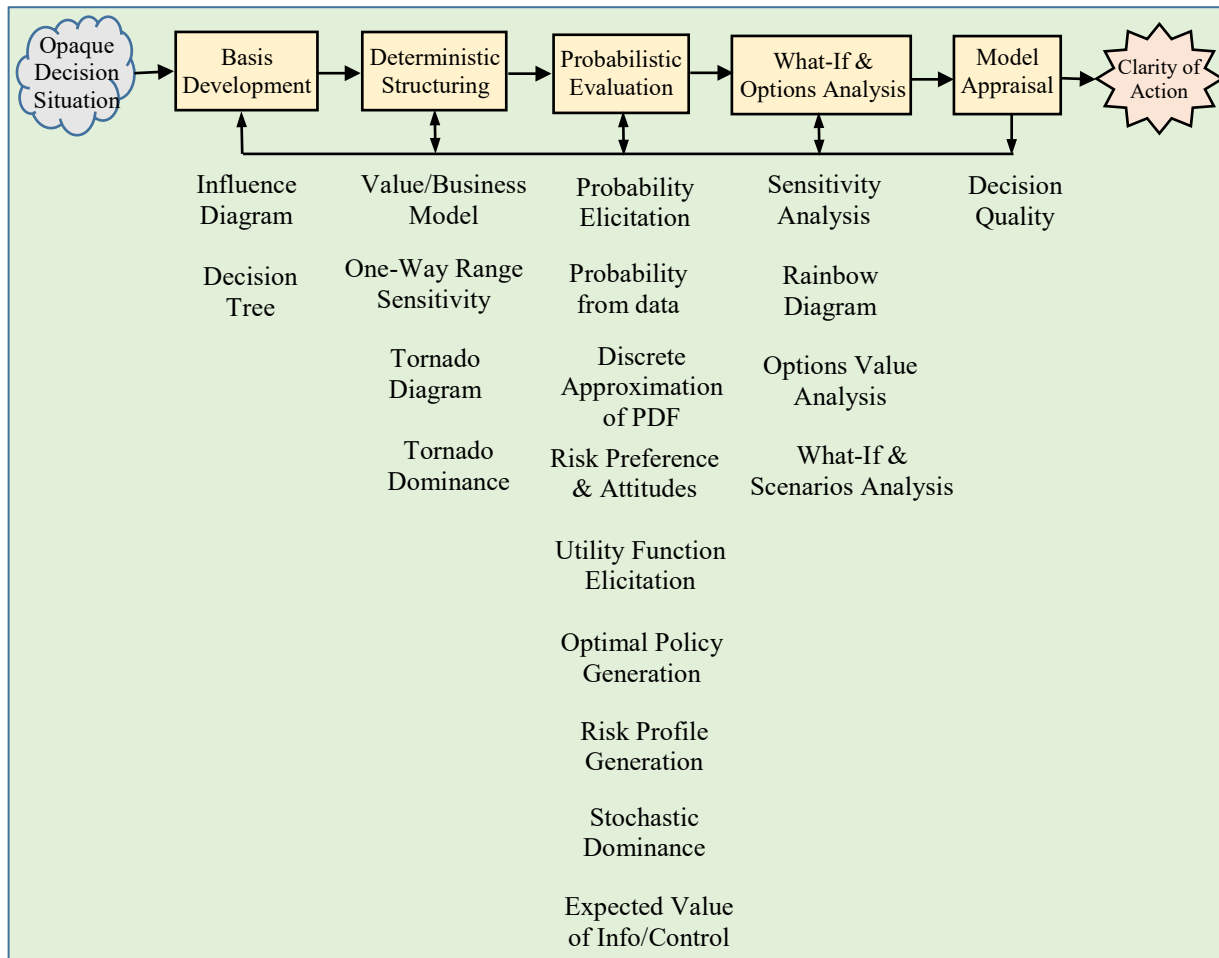 Opaque
Decision
Situation
Basis
Development
Deterministic
Structuring
Probabilistic
Evaluation
What-If &
Options Analysis
Model
Appraisal
Clarity of
Action
Influence
Diagram
Decision
Tree
Value/Business
Model
One-Way Range
Sensitivity
Tornado
Diagram
Tornado
Dominance
Probability
Elicitation
Probability
from data
Discrete
Approximation
of PDF
Risk Preference
& Attitudes
Utility Function
Elicitation
Optimal Policy
Generation
Risk Profile
Generation
Stochastic
Dominance
Expected Value
of Info/Control
Sensitivity
Analysis
Rainbow
Diagram
Options Value
Analysis
What-If &
Scenarios Analysis
Decision
Quality